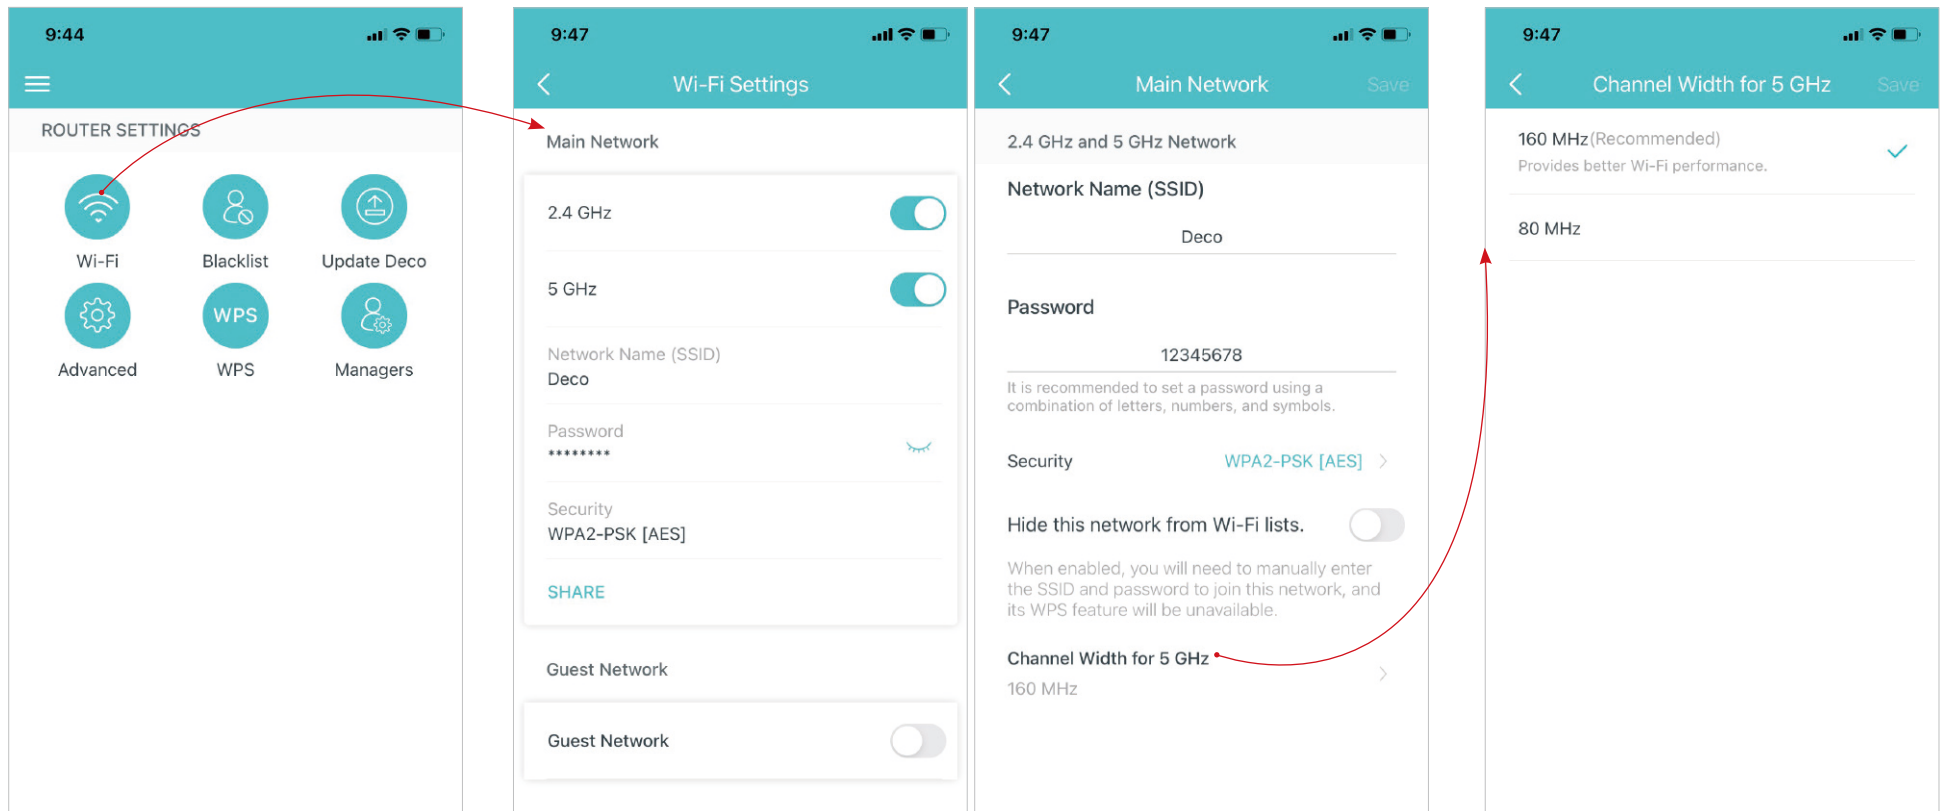 9:44
ROUTER SETTINGS
Wi-Fi
Blacklist
Update Deco
WPS
Advanced
WPS
Managers
9:47
Wi-Fi Settings
Main Network
2.4 GHz
5 GHz
Network Name (SSID)
Deco
Password
********
Security
WPA2-PSK [AES]
SHARE
Guest Network
Guest Network
9:47
Main Network
Save
2.4 GHz and 5 GHz Network
Network Name (SSID)
Deco
Password
12345678
It is recommended to set a password using a
combination of letters, numbers, and symbols.
Security
WPA2-PSK [AES]
Hide this network from Wi-Fi lists.
When enabled, you will need to manually enter
the SSID and password to join this network, and
its WPS feature will be unavailable.
Channel Width for 5 GHz
160 MHz
9:47
Channel Width for 5 GHz
Save
160 MHz(Recommended)
Provides better Wi-Fi performance.
80 MHz